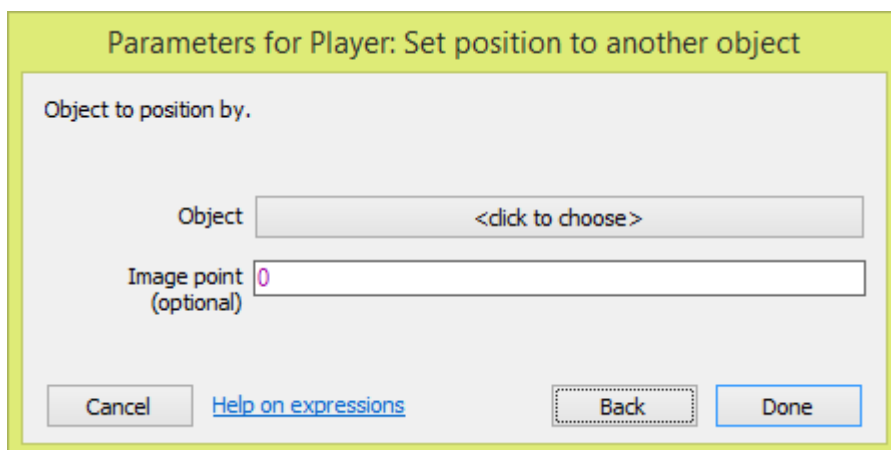 Parameters for Player: Set position to another object
Object to position by.
Object
<click to choose>
Image point
(optional)
0
Cancel
Help on expressions
Back
Done